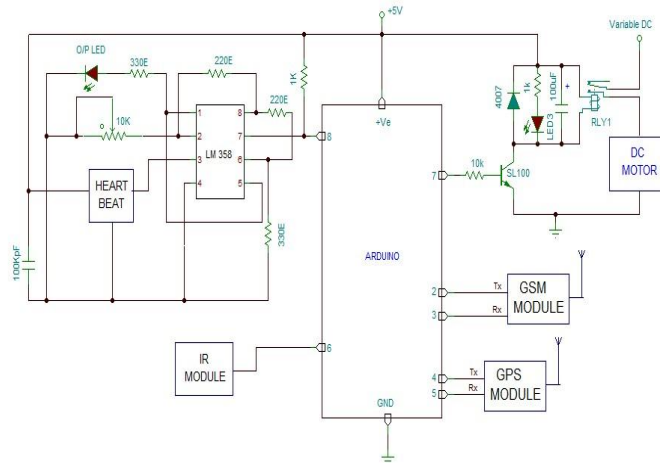 +5V
Variable DC
O/P LED
330E
220E
1K
220E
10K
1
2
3
4
8
7
6
5
LM 358
HEART
BEAT
100KpF
330E
+Ve
8
7
10k
SL100
4007
1k
LED3
100uF
+
RLY1
DC
MOTOR
ARDUINO
2
3
Tx
Rx
GSM
MODULE
6
IR
MODULE
4
5
Tx
Rx
GPS
MODULE
GND